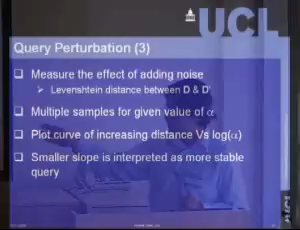 UCL
Query Perturbation (3)
Measure the effect of adding noise
Levenshtein distance between D & D'
Multiple samples for given value of α
Plot curve of increasing distance Vs log(α)
Smaller slope is interpreted as more stable
query